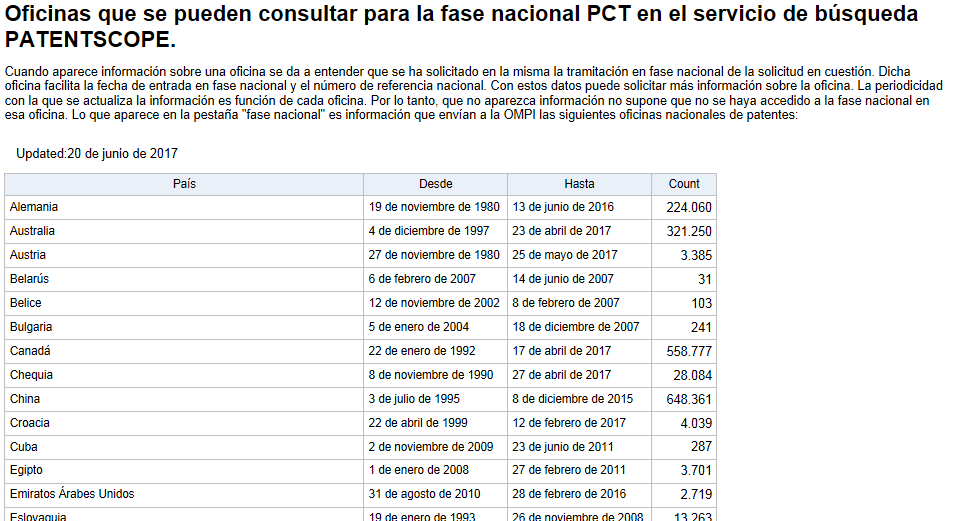 Oficinas que se pueden consultar para la fase nacional PCT en el servicio de búsqueda
PATENTSCOPE.
Cuando aparece información sobre una oficina se da a entender que se ha solicitado en la misma la tramitación en fase nacional de la solicitud en cuestión. Dicha
oficina facilita la fecha de entrada en fase nacional y el número de referencia nacional. Con estos datos puede solicitar más información sobre la oficina. La periodicidad
con la que se actualiza la información es función de cada oficina. Por lo tanto, que no aparezca información no supone que no se haya accedido a la fase nacional en
esa oficina. Lo que aparece en la pestaña "fase nacional" es información que envían a la OMPI las siguientes oficinas nacionales de patentes:
Updated:20 de junio de 2017
País Desde Hasta Count
Alemania 19 de noviembre de 1980 13 de junio de 2016 224.060
Australia 4 de diciembre de 1997 23 de abril de 2017 321.250
Austria 27 de noviembre de 1980 25 de mayo de 2017 3.385
Belarús 6 de febrero de 2007 14 de junio de 2007 31
Belice 12 de noviembre de 2002 8 de febrero de 2007 103
Bulgaria 5 de enero de 2004 18 de diciembre de 2007 241
Canadá 22 de enero de 1992 17 de abril de 2017 558.777
Chequia 8 de noviembre de 1990 27 de abril de 2017 28.084
China 3 de julio de 1995 8 de diciembre de 2015 648.361
Croacia 22 de abril de 1999 12 de febrero de 2017 4.039
Cuba 2 de noviembre de 2009 23 de junio de 2011 287
Egipto 1 de enero de 2008 27 de febrero de 2011 3.701
Emiratos Árabes Unidos 31 de agosto de 2010 28 de febrero de 2016 2.719
Eslovaquia 19 de enero de 1993 26 de noviembre de 2008 13.263